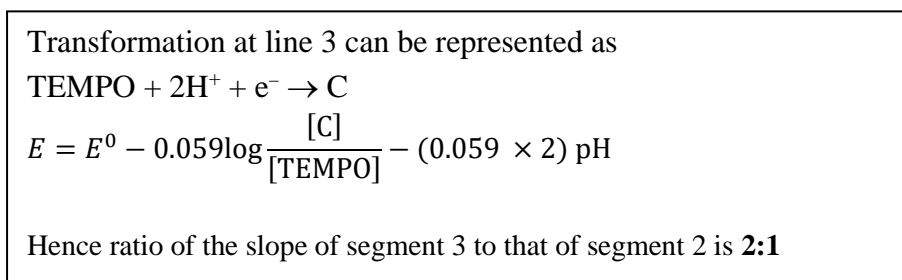 Transformation at line 3 can be represented as
TEMPO + 2H⁺ + e⁻ → C
𝐸 = 𝐸⁰ − 0.059log [C]/[TEMPO] − (0.059 × 2) pH
Hence ratio of the slope of segment 3 to that of segment 2 is 2:1